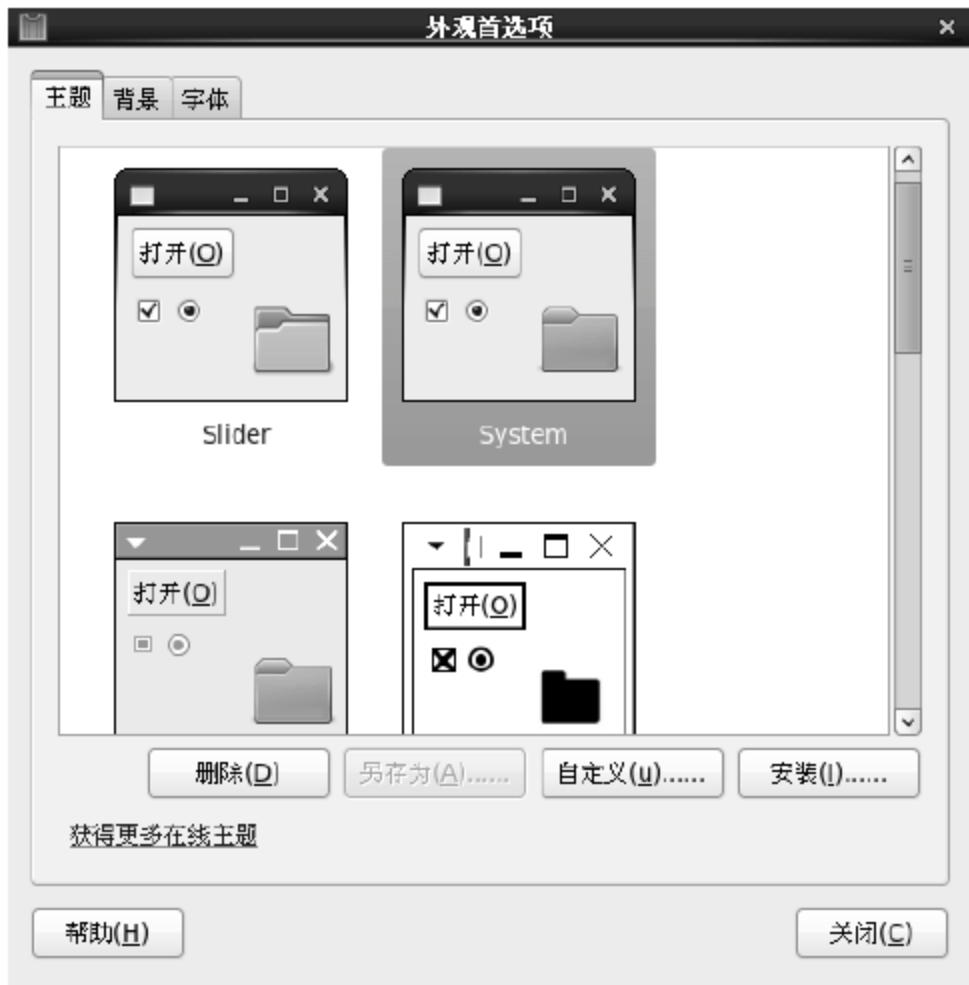 外观首选项
主题 背景 字体
打开(O) 打开(O)
Slider System
打开(O) 打开(O)
删除(D) 另存为(A)…… 自定义(u)…… 安装(I)……
获得更多在线主题
帮助(H) 关闭(C)